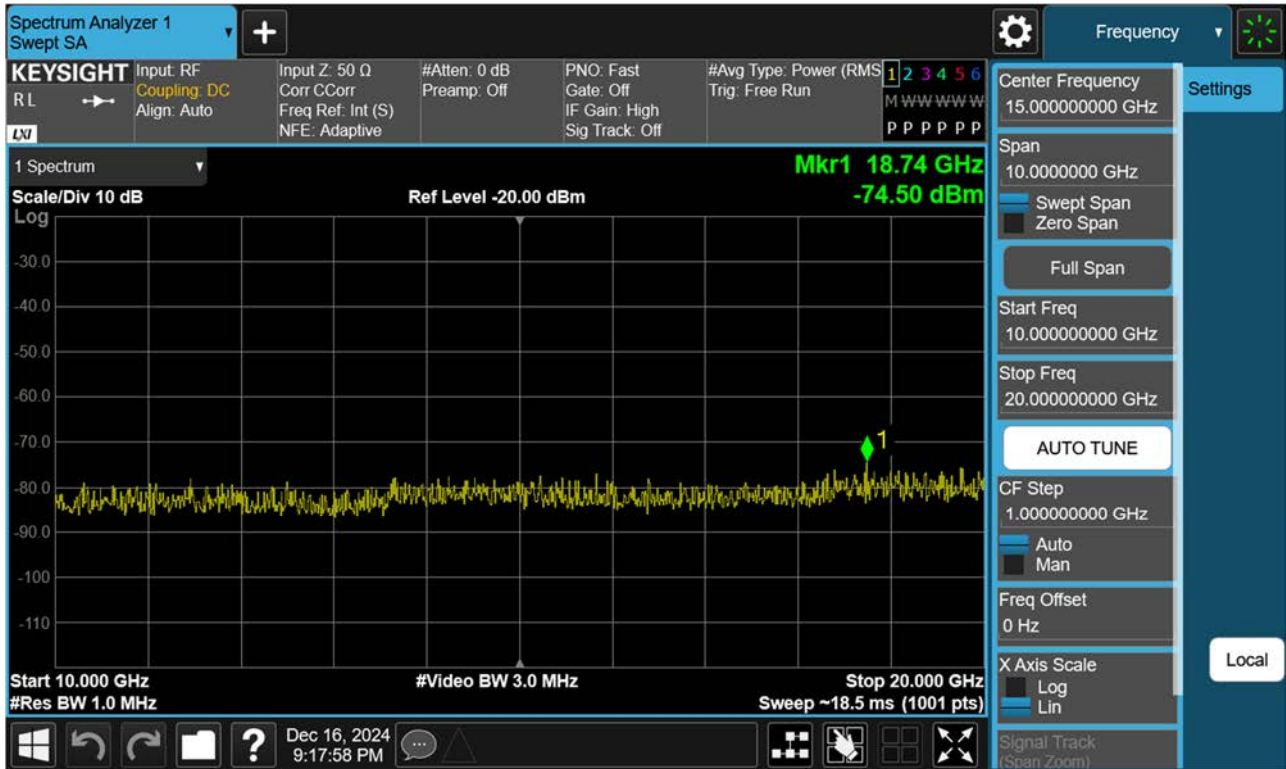 Spectrum Analyzer 1
Swept SA
+
Frequency
KEYSIGHT
RL
LXI
Input: RF
Coupling: DC
Align: Auto
Input Z: 50 Ω
Corr CCorr
Freq Ref: Int (S)
NFE: Adaptive
#Atten: 0 dB
Preamp: Off
PNO: Fast
Gate: Off
IF Gain: High
Sig Track: Off
#Avg Type: Power (RMS
Trig: Free Run
1 2 3 4 5 6
M W W W W W
P P P P P P
1 Spectrum
Scale/Div 10 dB
Log
Ref Level -20.00 dBm
Mkr1 18.74 GHz
-74.50 dBm
-30.0
-40.0
-50.0
-60.0
-70.0
-80.0
-90.0
-100
-110
1
Start 10.000 GHz
#Res BW 1.0 MHz
#Video BW 3.0 MHz
Stop 20.000 GHz
Sweep ~18.5 ms (1001 pts)
?
Dec 16, 2024
9:17:58 PM
Center Frequency
15.000000000 GHz
Span
10.0000000 GHz
Swept Span
Zero Span
Full Span
Start Freq
10.000000000 GHz
Stop Freq
20.000000000 GHz
AUTO TUNE
CF Step
1.000000000 GHz
Auto
Man
Freq Offset
0 Hz
X Axis Scale
Log
Lin
Signal Track
(Span Zoom)
Settings
Local